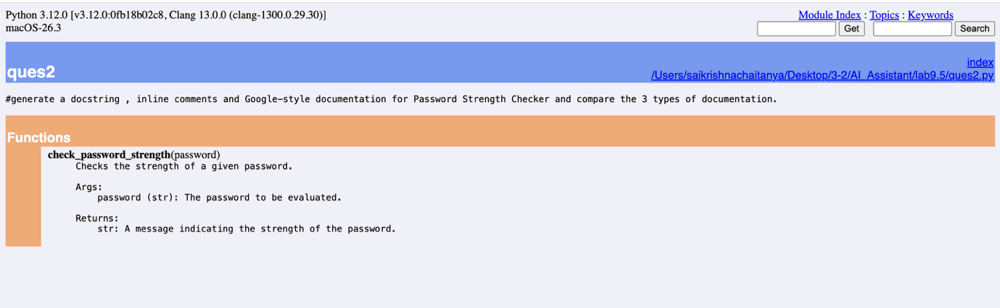 Python 3.12.0 [v3.12.0:0fb18b02c8, Clang 13.0.0 (clang-1300.0.29.30)]
macOS-26.3
Module Index : Topics : Keywords
Get Search
ques2
index
/Users/saikrishnachaitanya/Desktop/3-2/AI_Assistant/lab9.5/ques2.py
#generate a docstring , inline comments and Google-style documentation for Password Strength Checker and compare the 3 types of documentation.
Functions
check_password_strength(password)
Checks the strength of a given password.
Args:
password (str): The password to be evaluated.
Returns:
str: A message indicating the strength of the password.